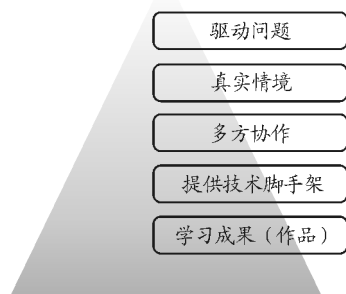 驱动问题
真实情境
多方协作
提供技术脚手架
学习成果（作品）